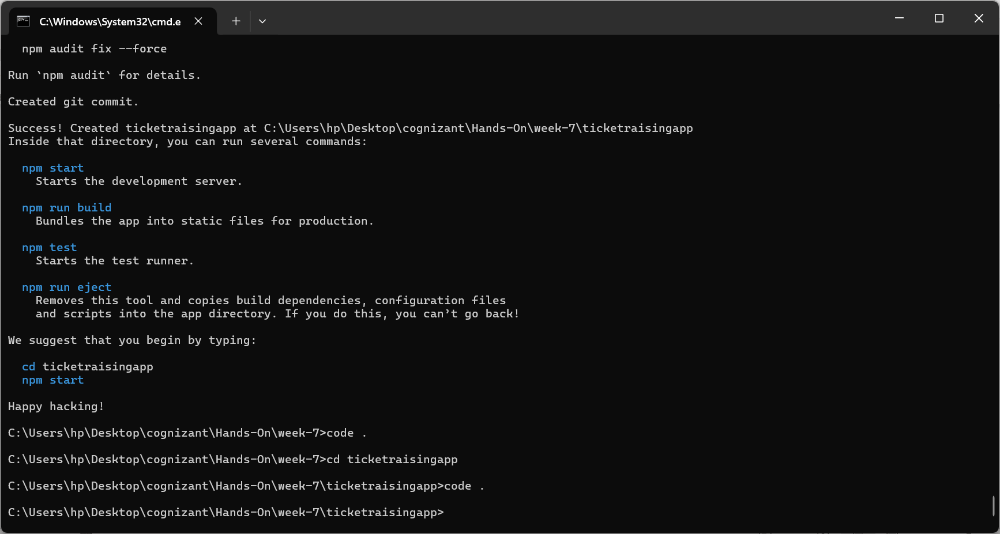 C:\Windows\System32\cmd.e
npm audit fix --force
Run `npm audit` for details.
Created git commit.
Success! Created ticketraisingapp at C:\Users\hp\Desktop\cognizant\Hands-On\week-7\ticketraisingapp
Inside that directory, you can run several commands:
npm start
Starts the development server.
npm run build
Bundles the app into static files for production.
npm test
Starts the test runner.
npm run eject
Removes this tool and copies build dependencies, configuration files
and scripts into the app directory. If you do this, you can’t go back!
We suggest that you begin by typing:
cd ticketraisingapp
npm start
Happy hacking!
C:\Users\hp\Desktop\cognizant\Hands-On\week-7>code .
C:\Users\hp\Desktop\cognizant\Hands-On\week-7>cd ticketraisingapp
C:\Users\hp\Desktop\cognizant\Hands-On\week-7\ticketraisingapp>code .
C:\Users\hp\Desktop\cognizant\Hands-On\week-7\ticketraisingapp>